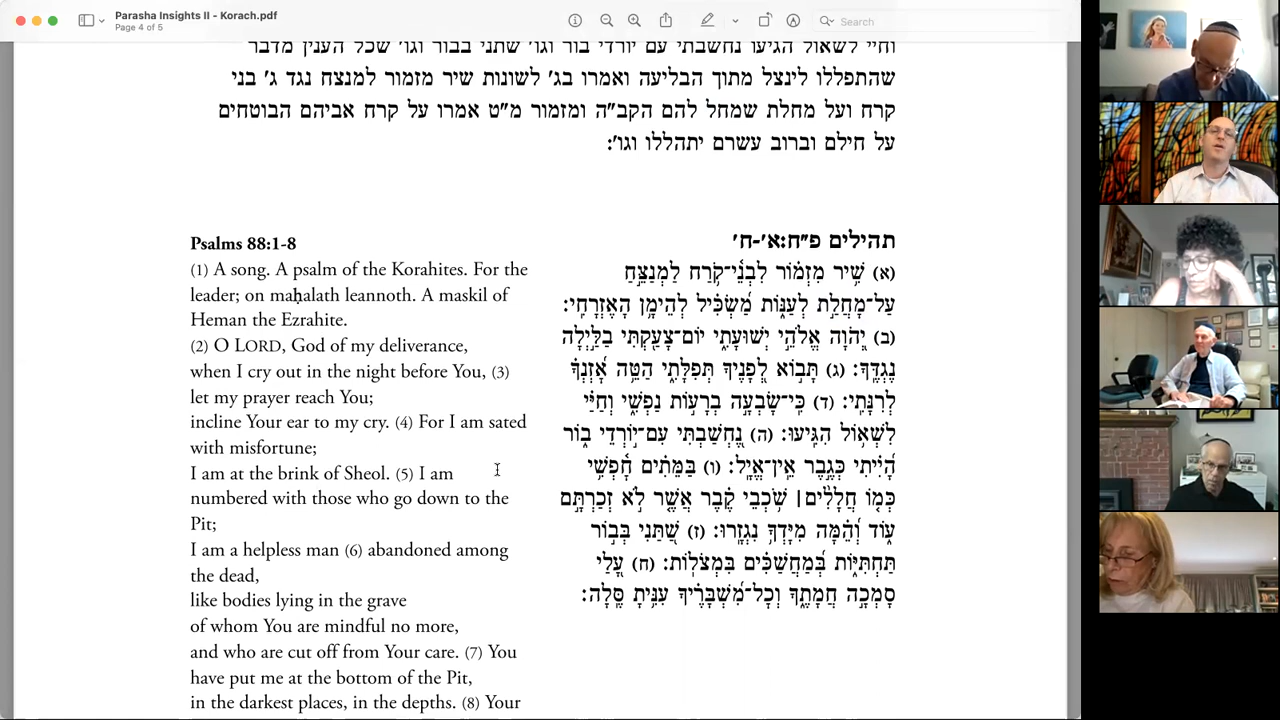 Parasha Insights II - Korach.pdf
Page 4 of 5
Search
וחיי לשאול הגיעו נחשבתי עם יורדי בור וגו׳ שתני בבור וגו׳ שכל הענין מדבר
שהתפללו לינצל מתוך הבליעה ואמרו בג׳ לשונות שיר מזמור למנצח נגד ג׳ בני
קרח ועל מחלת שמחל להם הקב״ה ומזמור מ״ט אמרו על קרח אביהם הבוטחים
על חילם וברוב עשרם יתהללו וגו׳:
Psalms 88:1-8
(1) A song. A psalm of the Korahites. For the
leader; on maḥalath leannoth. A maskil of
Heman the Ezrahite.
(2) O LORD, God of my deliverance,
when I cry out in the night before You, (3)
let my prayer reach You;
incline Your ear to my cry. (4) For I am sated
with misfortune;
I am at the brink of Sheol. (5) I am
numbered with those who go down to the
Pit;
I am a helpless man (6) abandoned among
the dead,
like bodies lying in the grave
of whom You are mindful no more,
and who are cut off from Your care. (7) You
have put me at the bottom of the Pit,
in the darkest places, in the depths. (8) Your
תהילים פ״ח:א׳-ח׳
(א) שִׁ֥יר מִזְמ֗וֹר לִבְנֵ֫י־קֹ֥רַח לַמְנַצֵּ֣חַ
עַל־מָחֲלַ֣ת לְעַנּ֑וֹת מַ֝שְׂכִּ֗יל לְהֵימָ֥ן הָאֶזְרָחִֽי׃
(ב) יְ֭הֹוָה אֱלֹהֵ֣י יְשׁוּעָתִ֑י יוֹם־צָעַ֖קְתִּי בַלַּ֣יְלָה
נֶגְדֶּֽךָ׃ (ג) תָּב֣וֹא לְ֭פָנֶיךָ תְּפִלָּתִ֑י הַטֵּ֥ה אׇ֝זְנְךָ֗
לְרִנָּתִֽי׃ (ד) כִּֽי־שָׂבְעָ֣ה בְרָע֣וֹת נַפְשִׁ֑י וְחַיַּ֗י
לִשְׁא֥וֹל הִגִּֽיעוּ׃ (ה) נֶ֭חְשַׁבְתִּי עִם־י֣וֹרְדֵי ב֑וֹר
הָ֝יִ֗יתִי כְּגֶ֣בֶר אֵֽין־אֱיָֽל׃ (ו) בַּמֵּתִ֗ים חׇ֫פְשִׁ֥י
כְּמ֤וֹ חֲלָלִ֨ים | שֹׁ֥כְבֵי קֶ֗בֶר אֲשֶׁ֤ר לֹ֣א זְכַרְתָּ֣ם
ע֑וֹד וְ֝הֵ֗מָּה מִיָּדְךָ֥ נִגְזָֽרוּ׃ (ז) שַׁ֭תַּנִי בְּב֣וֹר
תַּחְתִּיּ֑וֹת בְּ֝מַחֲשַׁכִּ֗ים בִּמְצֹלֽוֹת׃ (ח) עָ֭לַי
סָמְכָ֣ה חֲמָתֶ֑ךָ וְכׇל־מִ֝שְׁבָּרֶ֗יךָ עִנִּ֥יתָ סֶּֽלָה׃